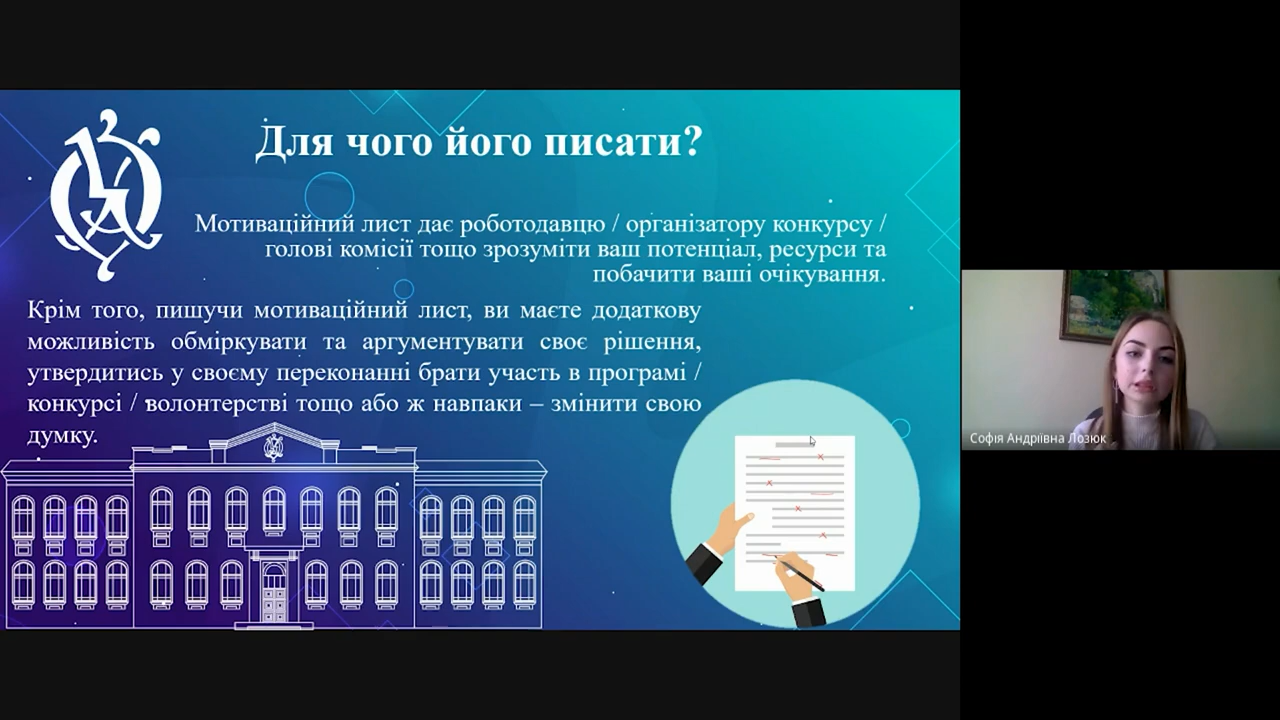 Для чого його писати?
Мотиваційний лист дає роботодавцю / організатору конкурсу /
голові комісії тощо зрозуміти ваш потенціал, ресурси та
побачити ваші очікування.
Крім того, пишучи мотиваційний лист, ви маєте додаткову
можливість обміркувати та аргументувати своє рішення,
утвердитись у своєму переконанні брати участь в програмі /
конкурсі / волонтерстві тощо або ж навпаки – змінити свою
думку.
Софія Андріївна Лозюк